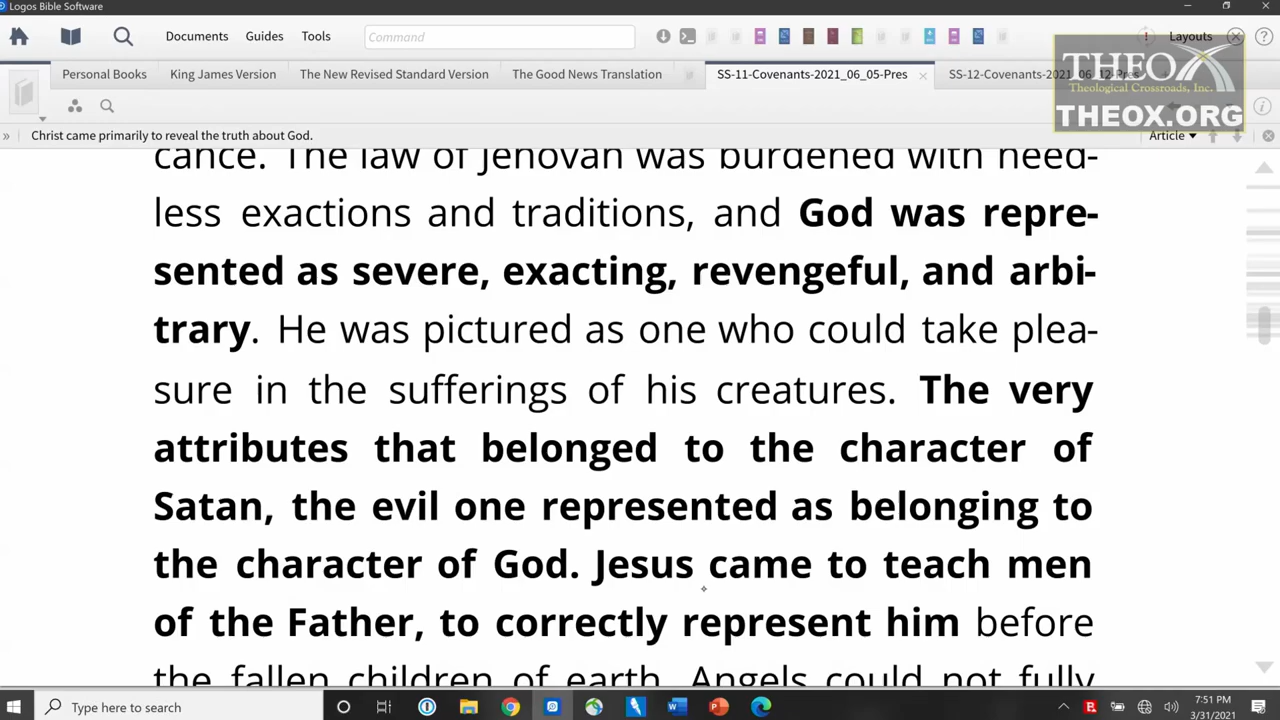 Logos Bible Software
Documents Guides Tools Command Layouts
Personal Books King James Version The New Revised Standard Version The Good News Translation SS-11-Covenants-2021_06_05-Pres SS-12-Covenants-2021_06_12-Pres
THEOX
Theological Crossroads, Inc.
THEOX.ORG
Christ came primarily to reveal the truth about God. Article
cance. The law of Jehovah was burdened with need-
less exactions and traditions, and God was repre-
sented as severe, exacting, revengeful, and arbi-
trary. He was pictured as one who could take plea-
sure in the sufferings of his creatures. The very
attributes that belonged to the character of
Satan, the evil one represented as belonging to
the character of God. Jesus came to teach men
of the Father, to correctly represent him before
the fallen children of earth. Angels could not fully
Type here to search
7:51 PM
3/31/2021